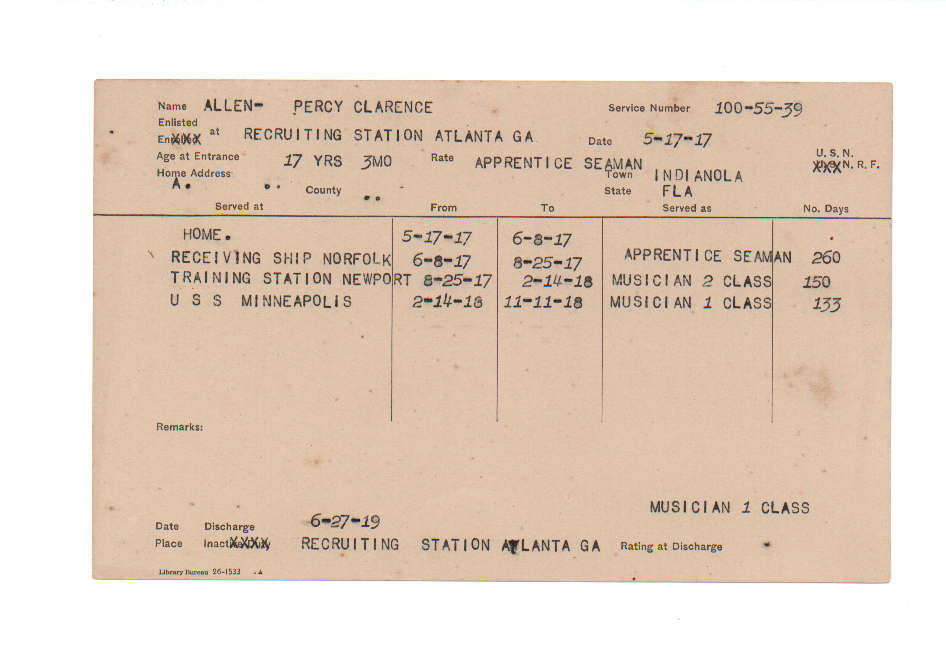 Name ALLEN- PERCY CLARENCE Service Number 100-55-39
Enlisted
at RECRUITING STATION ATLANTA GA Date 5-17-17
Age at Entrance 17 YRS 3MO Rate APPRENTICE SEAMAN U. S. N.
Home Address Town INDIANOLA XXX N. R. F.
A. .. County .. State FLA
Served at From To Served as No. Days
HOME. 5-17-17 6-8-17
RECEIVING SHIP NORFOLK 6-8-17 8-25-17 APPRENTICE SEAMAN 260
TRAINING STATION NEWPORT 8-25-17 2-14-18 MUSICIAN 2 CLASS 150
U S S MINNEAPOLIS 2-14-18 11-11-18 MUSICIAN 1 CLASS 133
Remarks:
MUSICIAN 1 CLASS
Date Discharge 6-27-19
Place RECRUITING STATION ATLANTA GA Rating at Discharge
Library Bureau 26-1533